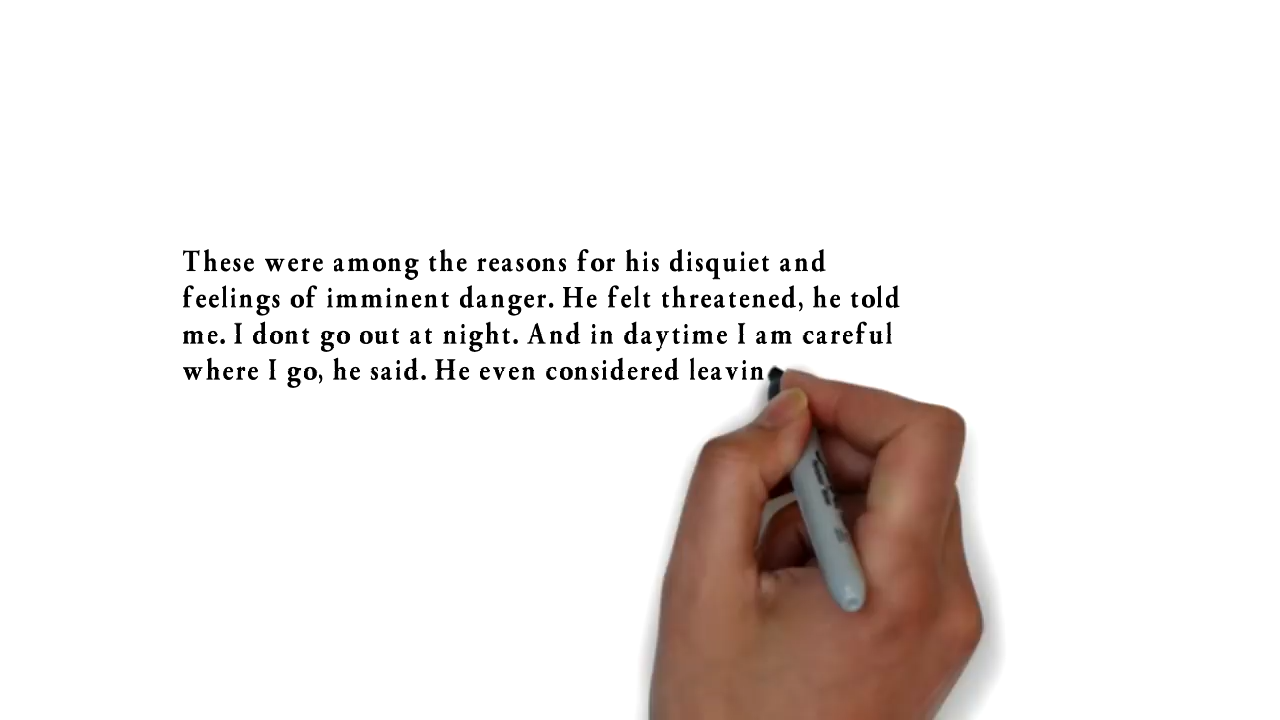 These were among the reasons for his disquiet and
feelings of imminent danger. He felt threatened, he told
me. I dont go out at night. And in daytime I am careful
where I go, he said. He even considered leavin